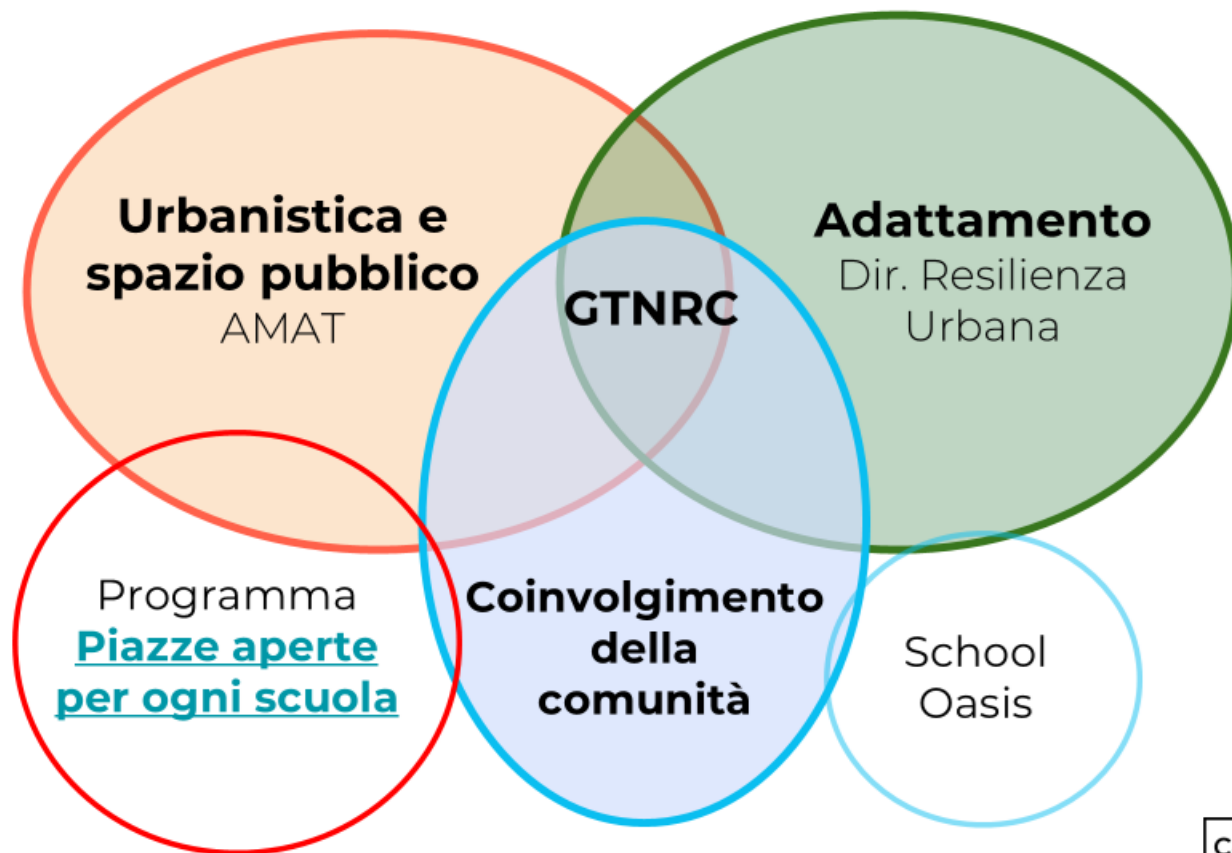 Urbanistica e
spazio pubblico
AMAT
Adattamento
Dir. Resilienza
Urbana
GTNRC
Programma
Piazze aperte
per ogni scuola
Coinvolgimento
della
comunità
School
Oasis